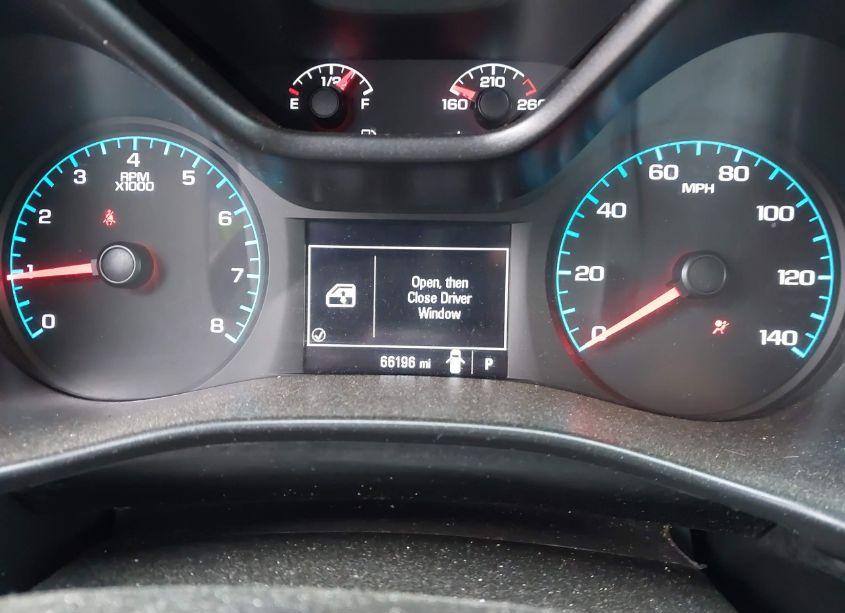 1/2
E F
210
160 260
4
3 RPM 5
X1000
2 6
1 7
0 8
60 80
MPH
40 100
20 120
0 140
Open, then
Close Driver
Window
66196 mi P